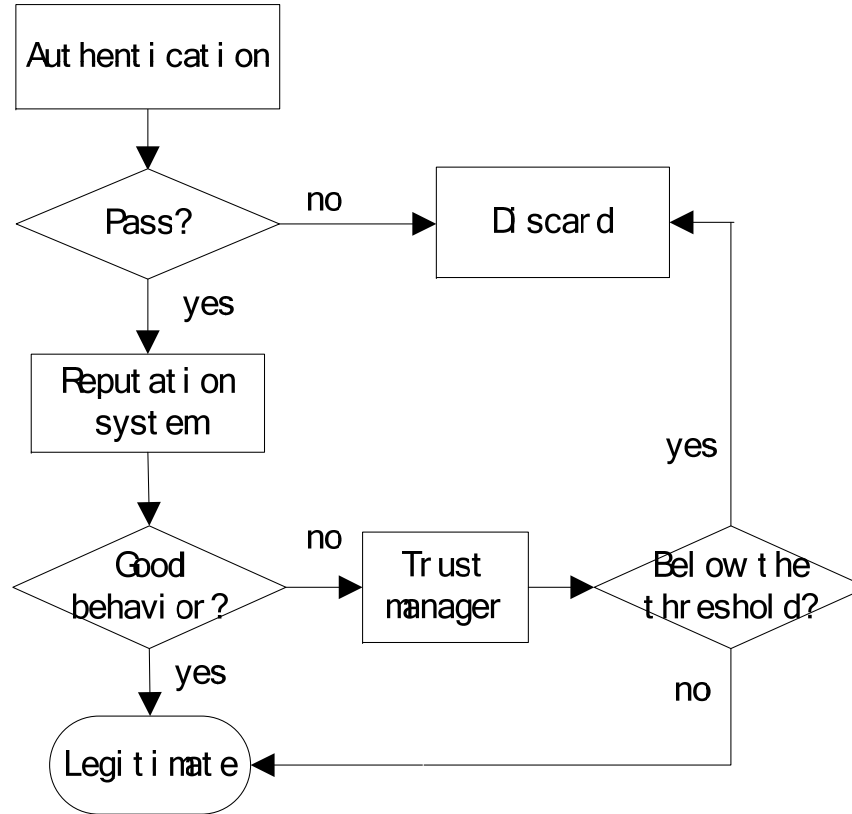 Authentication
Pass?
no
Discard
yes
Reputation
system
yes
Good
behavior?
no
Trust
manager
Below the
threshold?
yes
no
Legitimate